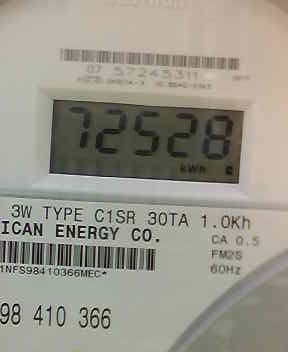 07 57245311
72528
kWh
3W TYPE C1SR 30TA 1.0Kh
ICAN ENERGY CO.
CA 0.5
FM2S
60Hz
1NFS98410366MEC*
98 410 366